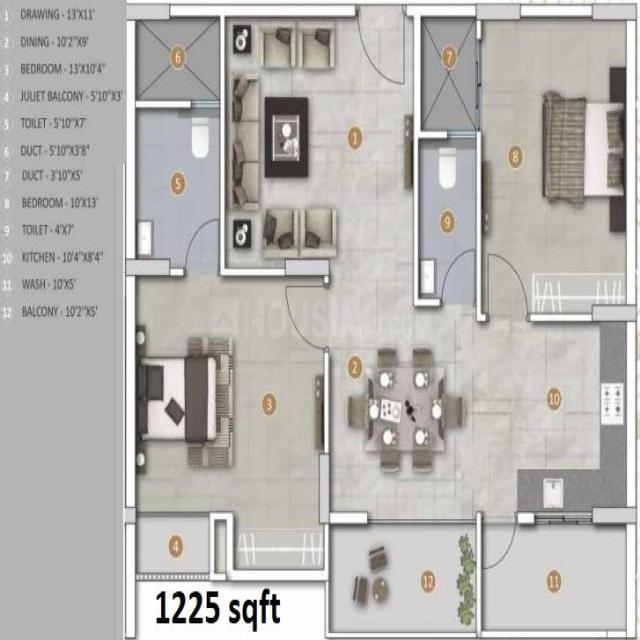 1 DRAWING - 13'X11'
2 DINING - 10'2"X9'
3 BEDROOM - 13'X10'4"
4 JULIET BALCONY - 5'10"X3'
5 TOILET - 5'10"X7'
6 DUCT - 5'10"X3'8"
7 DUCT - 3'10"X5'
8 BEDROOM - 10'X13'
9 TOILET - 4'X7'
10 KITCHEN - 10'4"X8'4"
11 WASH - 10'X5'
12 BALCONY - 10'2"X5'
6
7
1
8
5
9
2
3
10
4
12
11
1225 sqft